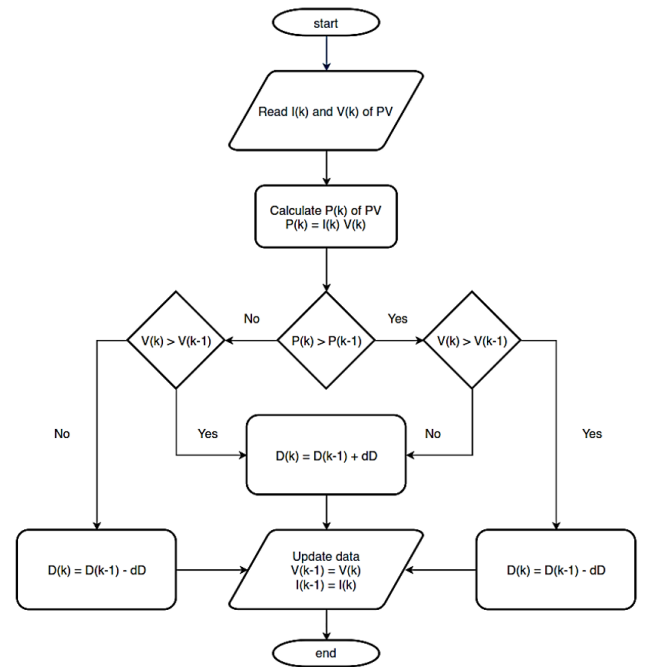 start
Read I(k) and V(k) of PV
Calculate P(k) of PV
P(k) = I(k) V(k)
No
Yes
V(k) > V(k-1)
P(k) > P(k-1)
V(k) > V(k-1)
No
Yes
No
Yes
D(k) = D(k-1) + dD
D(k) = D(k-1) - dD
Update data
V(k-1) = V(k)
I(k-1) = I(k)
D(k) = D(k-1) - dD
end